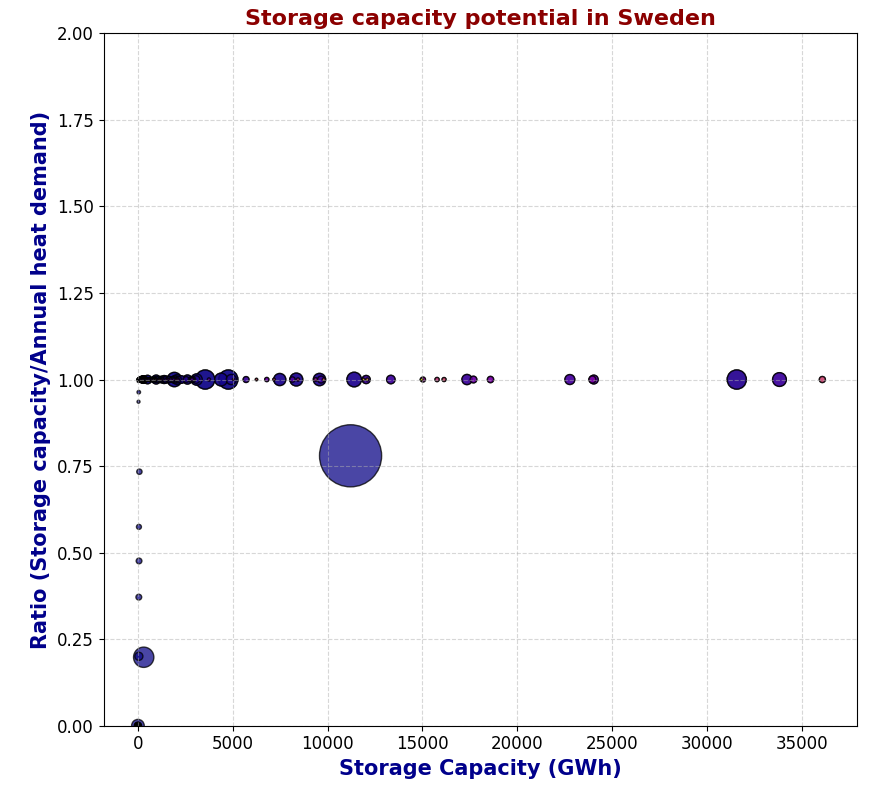 Storage capacity potential in Sweden
Ratio (Storage capacity/Annual heat demand)
2.00
1.75
1.50
1.25
1.00
0.75
0.50
0.25
0.00
0 5000 10000 15000 20000 25000 30000 35000
Storage Capacity (GWh)